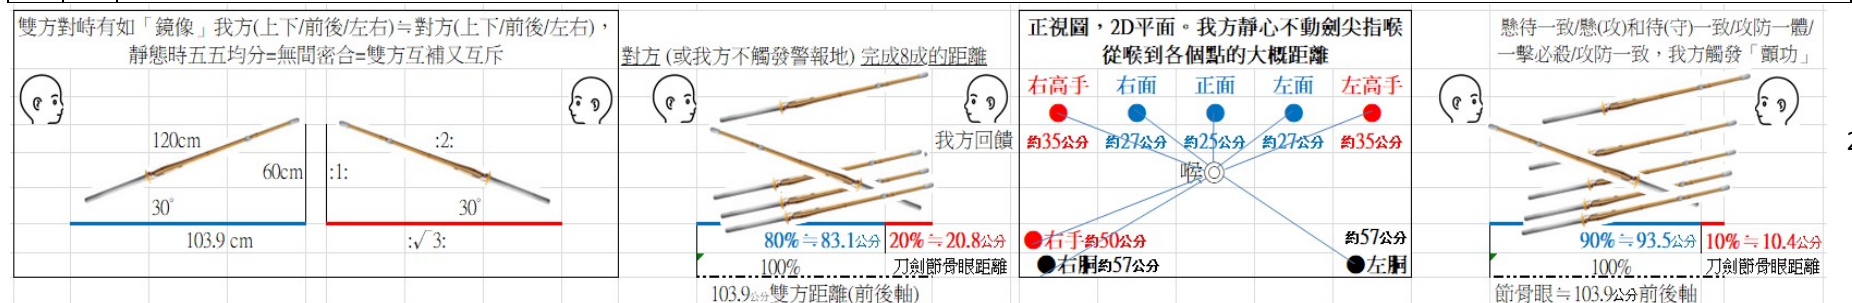 雙方對峙有如「鏡像」我方(上下/前後/左右)≒對方(上下/前後/左右)，
靜態時五五均分=無間密合=雙方互補又互斥
120cm
:2:
60cm
:1:
30°
30°
103.9 cm
:√3:
對方 (或我方不觸發警報地) 完成8成的距離
我方回饋
80%≒83.1公分
20%≒20.8公分
100%
刀劍節骨眼距離
103.9公分雙方距離(前後軸)
正視圖，2D平面。我方靜心不動劍尖指喉
從喉到各個點的大概距離
右高手
右面
正面
左面
左高手
約35公分
約27公分
約25公分
約27公分
約35公分
喉
右手約50公分
約57公分
右胴約57公分
左胴
懸待一致/懸(攻)和待(守)一致/攻防一體/
一擊必殺/攻防一致，我方觸發「顫功」
90%≒93.5公分
10%≒10.4公分
100%
刀劍節骨眼距離
節骨眼≒103.9公分前後軸
2